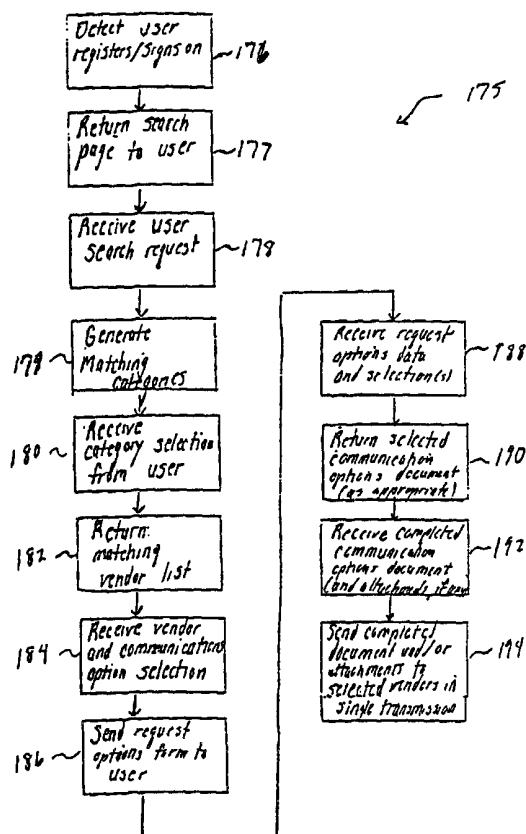 Detect user
registers/signs on
176
175
Return search
page to user
177
Receive user
search request
178
Generate
Matching
categories
179
Receive
category selection
from user
180
Return
matching
vendor list
182
Receive vendor
and communications
option selection
184
Send request
options form to
user
186
Receive request
options data
and selection(s)
188
Return selected
communication
options document
(as appropriate)
190
Receive completed
communication
options document
(and attachments, if any
192
Send completed
document and/or
attachments to
selected vendors in
single transmission
194